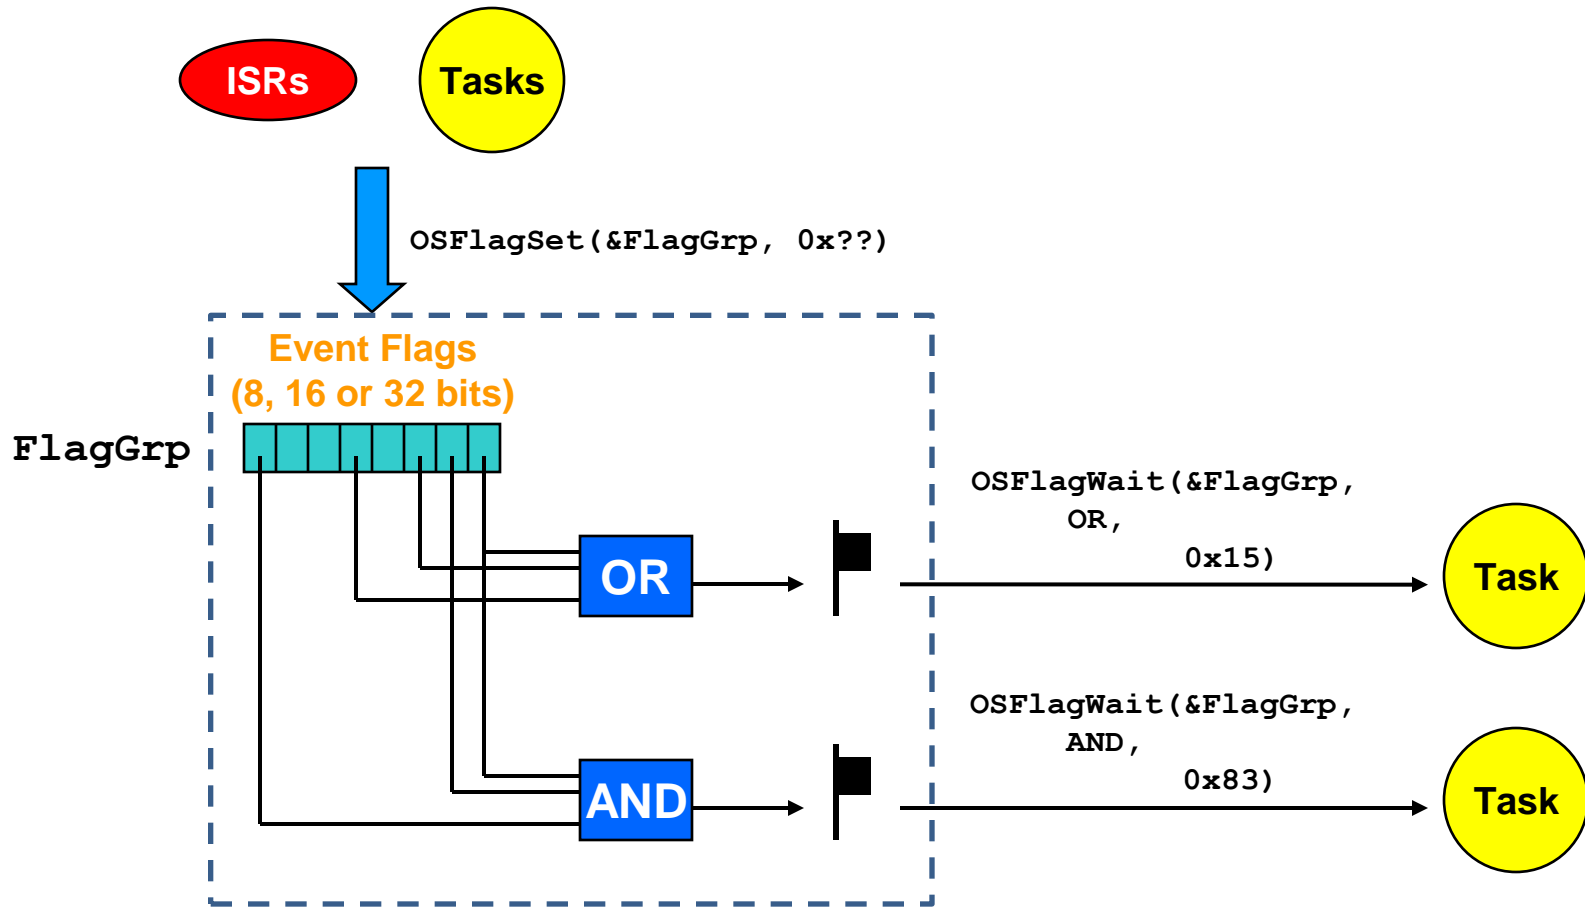 ISRs
Tasks
OSFlagSet(&FlagGrp, 0x??)
Event Flags
(8, 16 or 32 bits)
FlagGrp
OSFlagWait(&FlagGrp,
OR,
0x15)
OR
Task
OSFlagWait(&FlagGrp,
AND,
0x83)
AND
Task